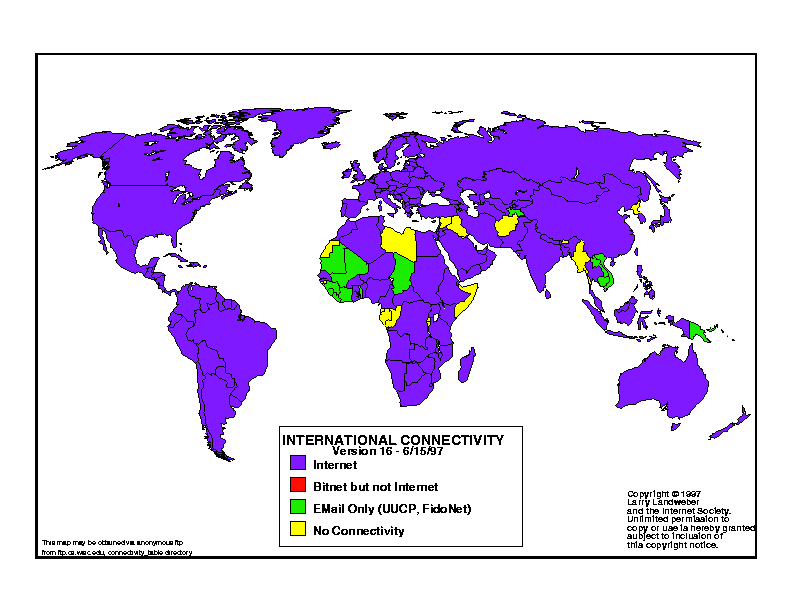 INTERNATIONAL CONNECTIVITY
Version 16 - 6/15/97
Internet
Bitnet but not Internet
EMail Only (UUCP, FidoNet)
No Connectivity
This map may be obtained via anonymous ftp
from ftp.cs.wisc.edu, connectivity_table directory
Copyright © 1997
Larry Landweber
and the Internet Society.
Unlimited permission to
copy or use is hereby granted
subject to inclusion of
this copyright notice.